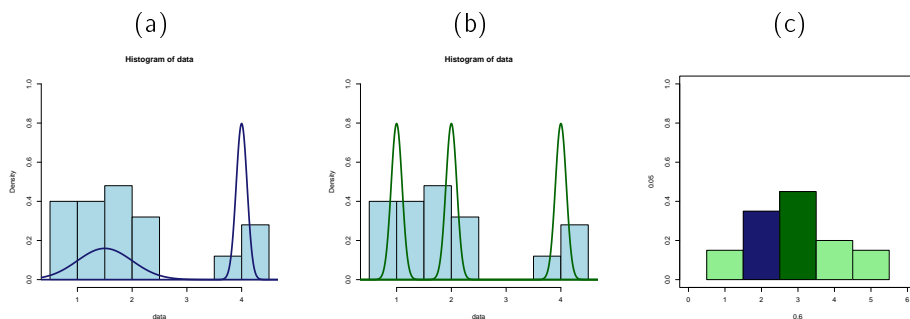 (a)
Histogram of data
Density
0.0 0.2 0.4 0.6 0.8 1.0
1 2 3 4
data
(b)
Histogram of data
Density
0.0 0.2 0.4 0.6 0.8 1.0
1 2 3 4
data
(c)
0.05
0.0 0.2 0.4 0.6 0.8 1.0
0 1 2 3 4 5 6
0.6